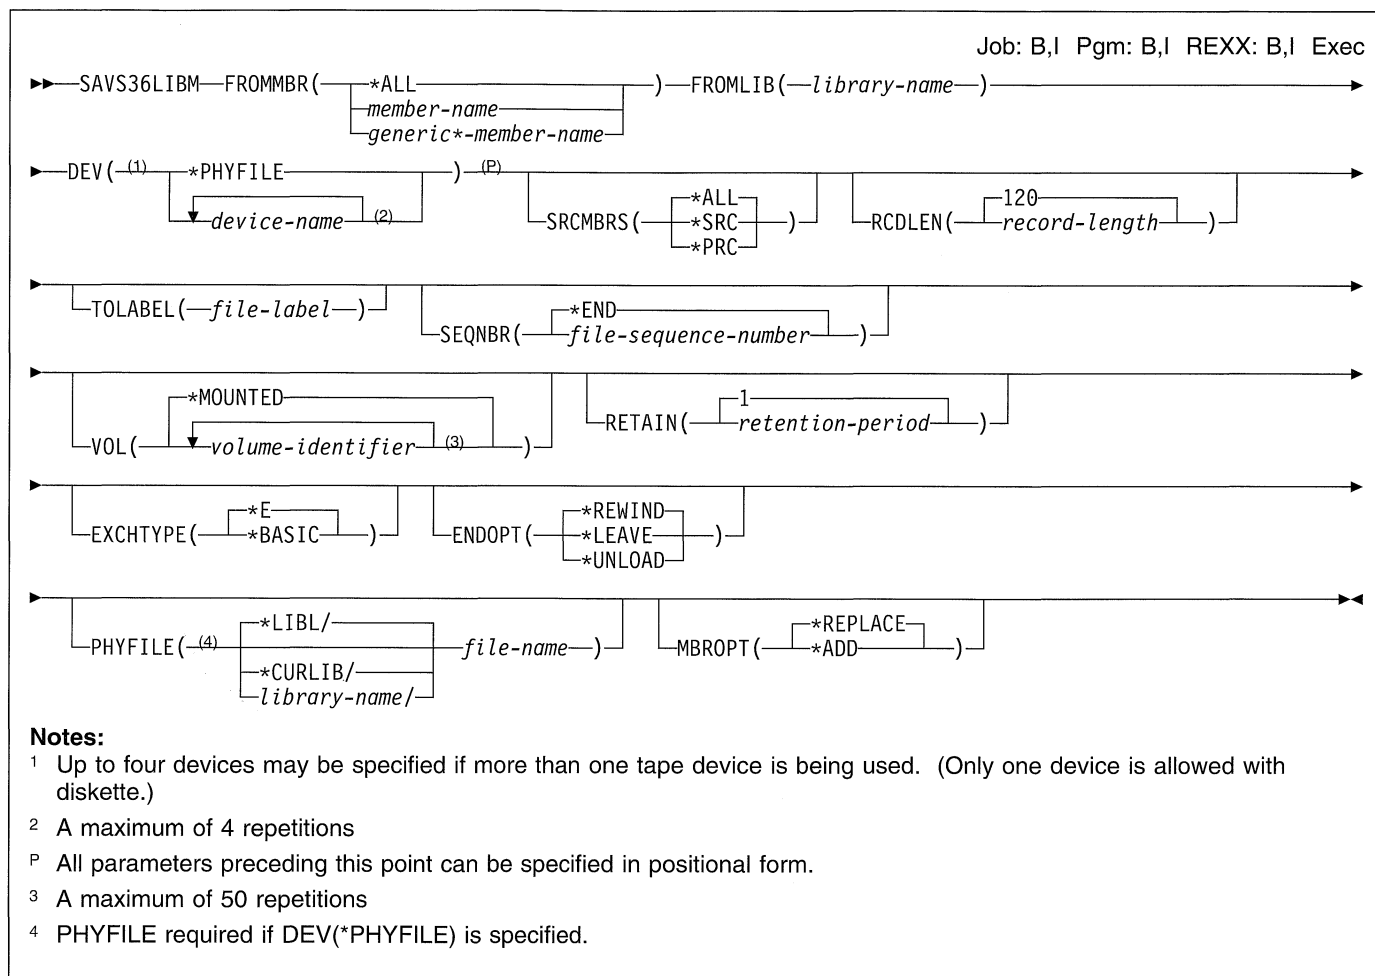 Job: B,I Pgm: B,I REXX: B,I Exec
SAVS36LIBM FROMMBR( *ALL ) FROMLIB( library-name )
member-name
generic*-member-name
DEV( (1) *PHYFILE ) (P)
device-name (2)
SRCMBRS( *ALL )
*SRC
*PRC
RCDLEN( 120 )
record-length
TOLABEL( file-label )
SEQNBR( *END )
file-sequence-number
VOL( *MOUNTED )
volume-identifier (3)
RETAIN( 1 )
retention-period
EXCHTYPE( *E )
*BASIC
ENDOPT( *REWIND )
*LEAVE
*UNLOAD
PHYFILE( (4) *LIBL/ file-name )
*CURLIB/
library-name/
MBROPT( *REPLACE )
*ADD
Notes:
1 Up to four devices may be specified if more than one tape device is being used. (Only one device is allowed with
diskette.)
2 A maximum of 4 repetitions
P All parameters preceding this point can be specified in positional form.
3 A maximum of 50 repetitions
4 PHYFILE required if DEV(*PHYFILE) is specified.